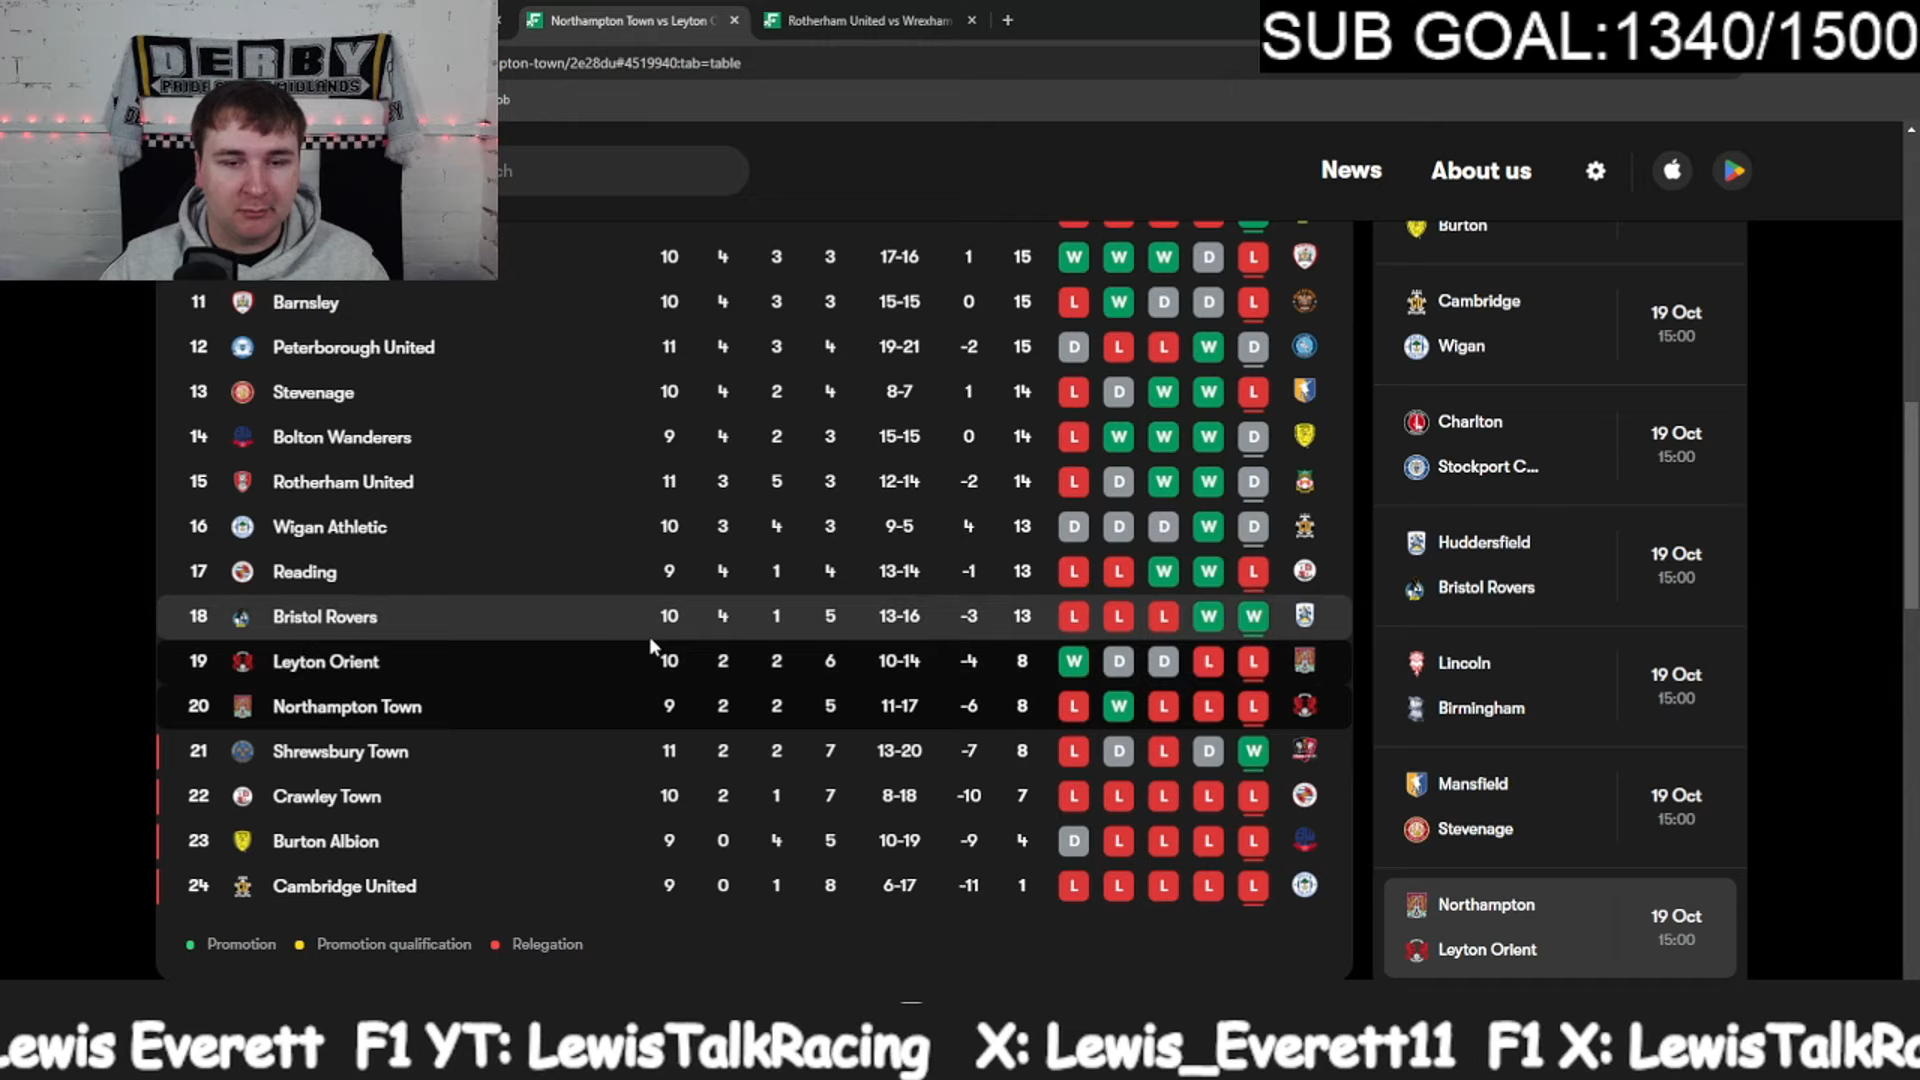 Northampton Town vs Leyton O
Rotherham United vs Wrexham
SUB GOAL:1340/1500
pton-town/2e28du#4519940:tab=table
ob
DERBY
PRIDE
MIDLANDS
ch
News About us
10 4 3 3 17-16 1 15 W W W D L
11 Barnsley 10 4 3 3 15-15 0 15 L W D D L
12 Peterborough United 11 4 3 4 19-21 -2 15 D L L W D
13 Stevenage 10 4 2 4 8-7 1 14 L D W W L
14 Bolton Wanderers 9 4 2 3 15-15 0 14 L W W W D
15 Rotherham United 11 3 5 3 12-14 -2 14 L D W W D
16 Wigan Athletic 10 3 4 3 9-5 4 13 D D D W D
17 Reading 9 4 1 4 13-14 -1 13 L L W W L
18 Bristol Rovers 10 4 1 5 13-16 -3 13 L L L W W
19 Leyton Orient 10 2 2 6 10-14 -4 8 W D D L L
20 Northampton Town 9 2 2 5 11-17 -6 8 L W L L L
21 Shrewsbury Town 11 2 2 7 13-20 -7 8 L D L D W
22 Crawley Town 10 2 1 7 8-18 -10 7 L L L L L
23 Burton Albion 9 0 4 5 10-19 -9 4 D L L L L
24 Cambridge United 9 0 1 8 6-17 -11 1 L L L L L
Promotion Promotion qualification Relegation
Burton
Cambridge
Wigan
19 Oct
15:00
Charlton
Stockport C...
19 Oct
15:00
Huddersfield
Bristol Rovers
19 Oct
15:00
Lincoln
Birmingham
19 Oct
15:00
Mansfield
Stevenage
19 Oct
15:00
Northampton
Leyton Orient
19 Oct
15:00
Lewis Everett F1 YT: LewisTalkRacing X: Lewis_Everett11 F1 X: LewisTalkRa